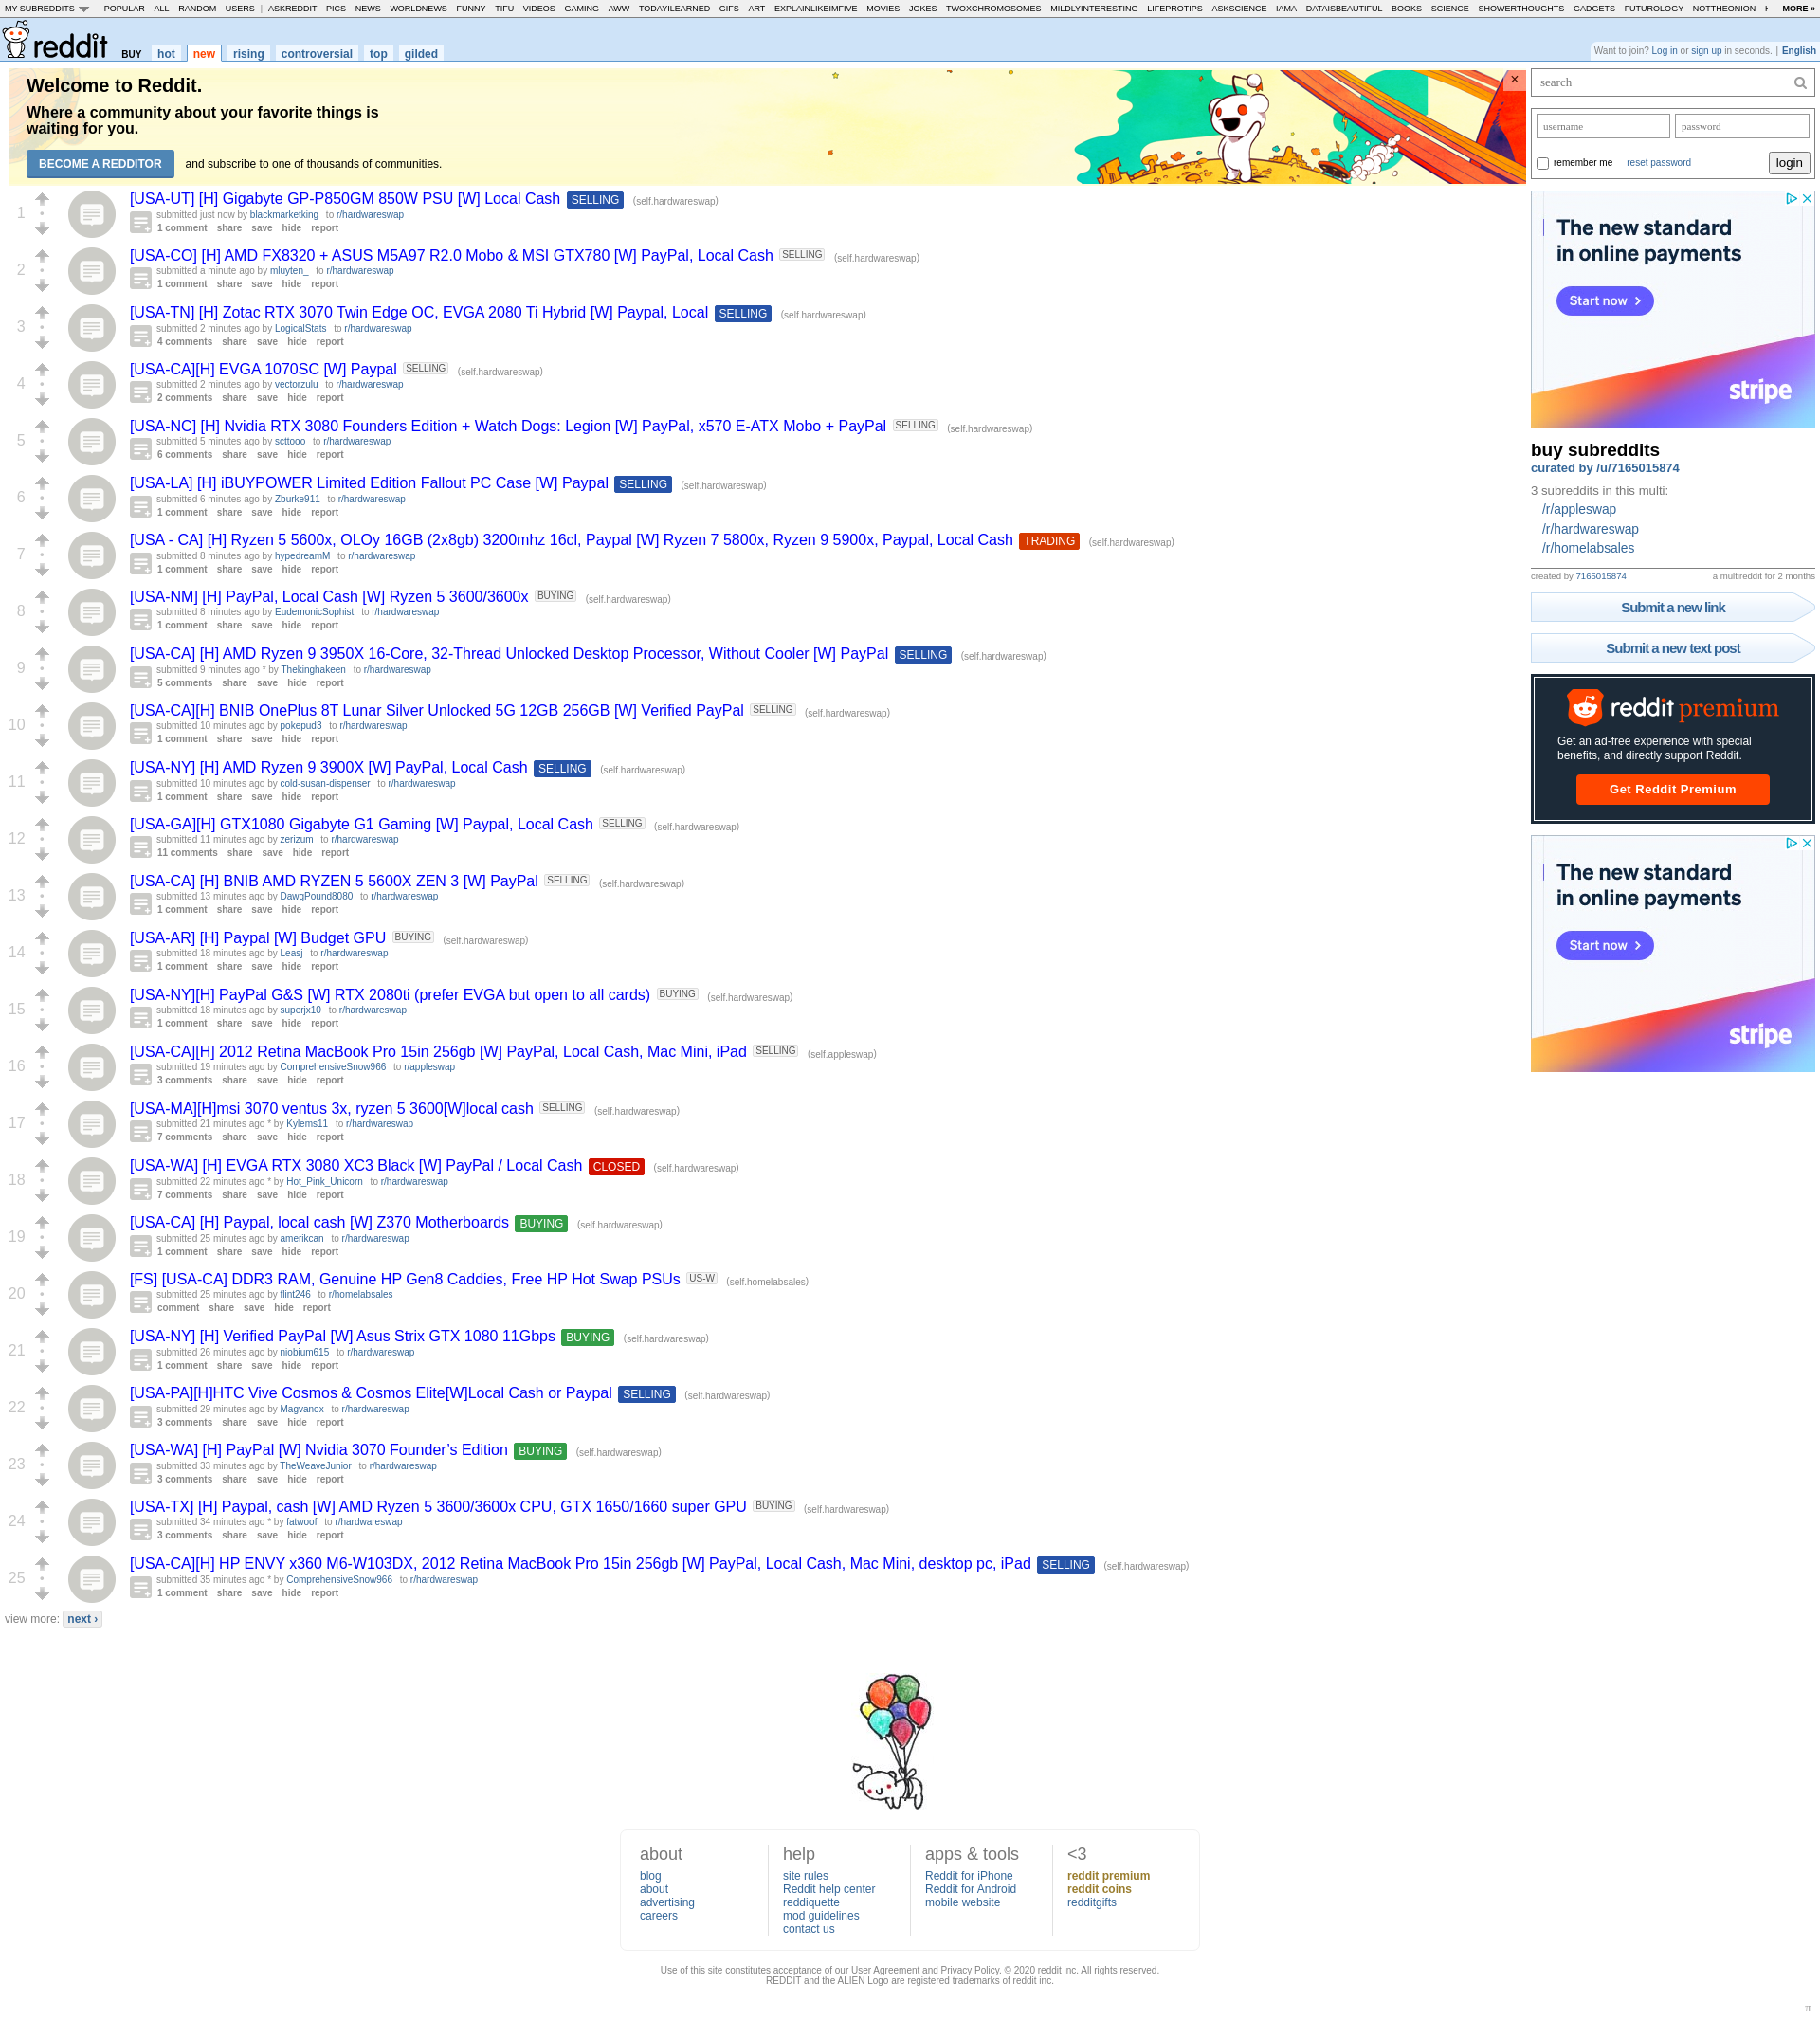 MY SUBREDDITS POPULAR - ALL - RANDOM - USERS | ASKREDDIT - PICS - NEWS - WORLDNEWS - FUNNY - TIFU - VIDEOS - GAMING - AWW - TODAYILEARNED - GIFS - ART - EXPLAINLIKEIMFIVE - MOVIES - JOKES - TWOXCHROMOSOMES - MILDLYINTERESTING - LIFEPROTIPS - ASKSCIENCE - IAMA - DATAISBEAUTIFUL - BOOKS - SCIENCE - SHOWERTHOUGHTS - GADGETS - FUTUROLOGY - NOTTHEONION - MORE »
reddit BUY hot new rising controversial top gilded
Want to join? Log in or sign up in seconds. | English
Welcome to Reddit.
Where a community about your favorite things is
waiting for you.
BECOME A REDDITOR and subscribe to one of thousands of communities.
×
1
[USA-UT] [H] Gigabyte GP-P850GM 850W PSU [W] Local Cash SELLING (self.hardwareswap)
submitted just now by blackmarketking to r/hardwareswap
1 comment share save hide report
2
[USA-CO] [H] AMD FX8320 + ASUS M5A97 R2.0 Mobo & MSI GTX780 [W] PayPal, Local Cash SELLING (self.hardwareswap)
submitted a minute ago by mluyten_ to r/hardwareswap
1 comment share save hide report
3
[USA-TN] [H] Zotac RTX 3070 Twin Edge OC, EVGA 2080 Ti Hybrid [W] Paypal, Local SELLING (self.hardwareswap)
submitted 2 minutes ago by LogicalStats to r/hardwareswap
4 comments share save hide report
4
[USA-CA][H] EVGA 1070SC [W] Paypal SELLING (self.hardwareswap)
submitted 2 minutes ago by vectorzulu to r/hardwareswap
2 comments share save hide report
5
[USA-NC] [H] Nvidia RTX 3080 Founders Edition + Watch Dogs: Legion [W] PayPal, x570 E-ATX Mobo + PayPal SELLING (self.hardwareswap)
submitted 5 minutes ago by scttooo to r/hardwareswap
6 comments share save hide report
6
[USA-LA] [H] iBUYPOWER Limited Edition Fallout PC Case [W] Paypal SELLING (self.hardwareswap)
submitted 6 minutes ago by Zburke911 to r/hardwareswap
1 comment share save hide report
7
[USA - CA] [H] Ryzen 5 5600x, OLOy 16GB (2x8gb) 3200mhz 16cl, Paypal [W] Ryzen 7 5800x, Ryzen 9 5900x, Paypal, Local Cash TRADING (self.hardwareswap)
submitted 8 minutes ago by hypedreamM to r/hardwareswap
1 comment share save hide report
8
[USA-NM] [H] PayPal, Local Cash [W] Ryzen 5 3600/3600x BUYING (self.hardwareswap)
submitted 8 minutes ago by EudemonicSophist to r/hardwareswap
1 comment share save hide report
9
[USA-CA] [H] AMD Ryzen 9 3950X 16-Core, 32-Thread Unlocked Desktop Processor, Without Cooler [W] PayPal SELLING (self.hardwareswap)
submitted 9 minutes ago * by Thekinghakeen to r/hardwareswap
5 comments share save hide report
10
[USA-CA][H] BNIB OnePlus 8T Lunar Silver Unlocked 5G 12GB 256GB [W] Verified PayPal SELLING (self.hardwareswap)
submitted 10 minutes ago by pokepud3 to r/hardwareswap
1 comment share save hide report
11
[USA-NY] [H] AMD Ryzen 9 3900X [W] PayPal, Local Cash SELLING (self.hardwareswap)
submitted 10 minutes ago by cold-susan-dispenser to r/hardwareswap
1 comment share save hide report
12
[USA-GA][H] GTX1080 Gigabyte G1 Gaming [W] Paypal, Local Cash SELLING (self.hardwareswap)
submitted 11 minutes ago by zerizum to r/hardwareswap
11 comments share save hide report
13
[USA-CA] [H] BNIB AMD RYZEN 5 5600X ZEN 3 [W] PayPal SELLING (self.hardwareswap)
submitted 13 minutes ago by DawgPound8080 to r/hardwareswap
1 comment share save hide report
14
[USA-AR] [H] Paypal [W] Budget GPU BUYING (self.hardwareswap)
submitted 18 minutes ago by Leasj to r/hardwareswap
1 comment share save hide report
15
[USA-NY][H] PayPal G&S [W] RTX 2080ti (prefer EVGA but open to all cards) BUYING (self.hardwareswap)
submitted 18 minutes ago by superjx10 to r/hardwareswap
1 comment share save hide report
16
[USA-CA][H] 2012 Retina MacBook Pro 15in 256gb [W] PayPal, Local Cash, Mac Mini, iPad SELLING (self.appleswap)
submitted 19 minutes ago by ComprehensiveSnow966 to r/appleswap
3 comments share save hide report
17
[USA-MA][H]msi 3070 ventus 3x, ryzen 5 3600[W]local cash SELLING (self.hardwareswap)
submitted 21 minutes ago * by Kylems11 to r/hardwareswap
7 comments share save hide report
18
[USA-WA] [H] EVGA RTX 3080 XC3 Black [W] PayPal / Local Cash CLOSED (self.hardwareswap)
submitted 22 minutes ago * by Hot_Pink_Unicorn to r/hardwareswap
7 comments share save hide report
19
[USA-CA] [H] Paypal, local cash [W] Z370 Motherboards BUYING (self.hardwareswap)
submitted 25 minutes ago by amerikcan to r/hardwareswap
1 comment share save hide report
20
[FS] [USA-CA] DDR3 RAM, Genuine HP Gen8 Caddies, Free HP Hot Swap PSUs US-W (self.homelabsales)
submitted 25 minutes ago by flint246 to r/homelabsales
comment share save hide report
21
[USA-NY] [H] Verified PayPal [W] Asus Strix GTX 1080 11Gbps BUYING (self.hardwareswap)
submitted 26 minutes ago by niobium615 to r/hardwareswap
1 comment share save hide report
22
[USA-PA][H]HTC Vive Cosmos & Cosmos Elite[W]Local Cash or Paypal SELLING (self.hardwareswap)
submitted 29 minutes ago by Magvanox to r/hardwareswap
3 comments share save hide report
23
[USA-WA] [H] PayPal [W] Nvidia 3070 Founder’s Edition BUYING (self.hardwareswap)
submitted 33 minutes ago by TheWeaveJunior to r/hardwareswap
3 comments share save hide report
24
[USA-TX] [H] Paypal, cash [W] AMD Ryzen 5 3600/3600x CPU, GTX 1650/1660 super GPU BUYING (self.hardwareswap)
submitted 34 minutes ago * by fatwoof to r/hardwareswap
3 comments share save hide report
25
[USA-CA][H] HP ENVY x360 M6-W103DX, 2012 Retina MacBook Pro 15in 256gb [W] PayPal, Local Cash, Mac Mini, desktop pc, iPad SELLING (self.hardwareswap)
submitted 35 minutes ago * by ComprehensiveSnow966 to r/hardwareswap
1 comment share save hide report
view more: next ›
search
username password
remember me reset password login
The new standard
in online payments
Start now
stripe
buy subreddits
curated by /u/7165015874
3 subreddits in this multi:
/r/appleswap
/r/hardwareswap
/r/homelabsales
created by 7165015874 a multireddit for 2 months
Submit a new link
Submit a new text post
reddit premium
Get an ad-free experience with special
benefits, and directly support Reddit.
Get Reddit Premium
The new standard
in online payments
Start now
stripe
about
blog
about
advertising
careers
help
site rules
Reddit help center
reddiquette
mod guidelines
contact us
apps & tools
Reddit for iPhone
Reddit for Android
mobile website
<3
reddit premium
reddit coins
redditgifts
Use of this site constitutes acceptance of our User Agreement and Privacy Policy. © 2020 reddit inc. All rights reserved.
REDDIT and the ALIEN Logo are registered trademarks of reddit inc.
π